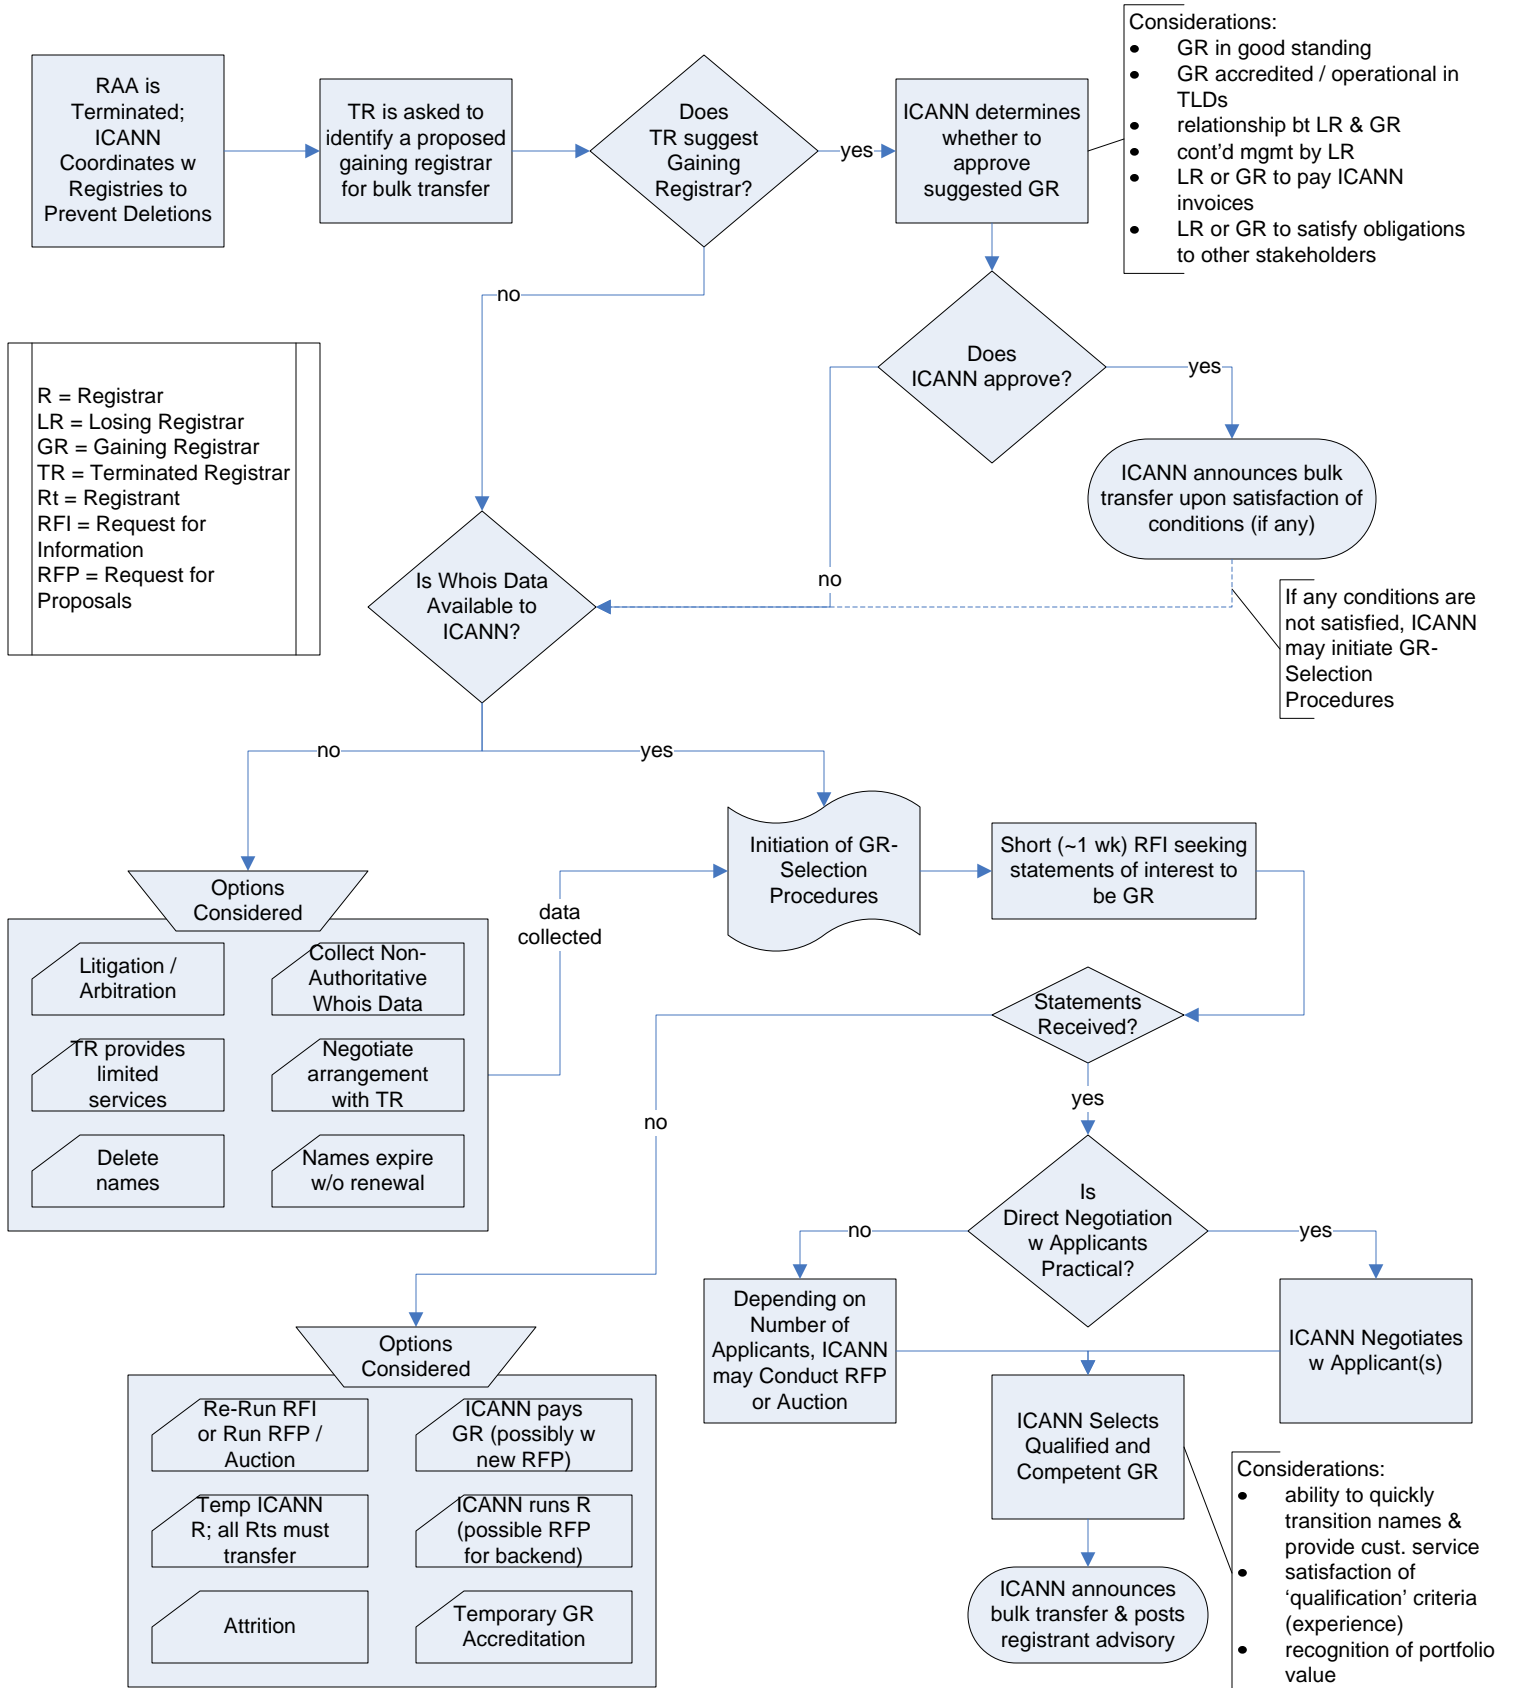 RAA is
Terminated;
ICANN
Coordinates w
Registries to
Prevent Deletions
TR is asked to
identify a proposed
gaining registrar
for bulk transfer
Does
TR suggest
Gaining
Registrar?
yes
ICANN determines
whether to
approve
suggested GR
Considerations:
• GR in good standing
• GR accredited / operational in
TLDs
• relationship bt LR & GR
• cont’d mgmt by LR
• LR or GR to pay ICANN
invoices
• LR or GR to satisfy obligations
to other stakeholders
no
Does
ICANN approve?
yes
no
ICANN announces bulk
transfer upon satisfaction of
conditions (if any)
If any conditions are
not satisfied, ICANN
may initiate GR-
Selection
Procedures
R = Registrar
LR = Losing Registrar
GR = Gaining Registrar
TR = Terminated Registrar
Rt = Registrant
RFI = Request for
Information
RFP = Request for
Proposals
Is Whois Data
Available to
ICANN?
no
yes
Options
Considered
Litigation /
Arbitration
Collect Non-
Authoritative
Whois Data
TR provides
limited
services
Negotiate
arrangement
with TR
Delete
names
Names expire
w/o renewal
data
collected
Initiation of GR-
Selection
Procedures
Short (~1 wk) RFI seeking
statements of interest to
be GR
Statements
Received?
no
yes
Is
Direct Negotiation
w Applicants
Practical?
no
yes
Depending on
Number of
Applicants, ICANN
may Conduct RFP
or Auction
ICANN Negotiates
w Applicant(s)
ICANN Selects
Qualified and
Competent GR
Considerations:
• ability to quickly
transition names &
provide cust. service
• satisfaction of
‘qualification’ criteria
(experience)
• recognition of portfolio
value
ICANN announces
bulk transfer & posts
registrant advisory
Options
Considered
Re-Run RFI
or Run RFP /
Auction
ICANN pays
GR (possibly w
new RFP)
Temp ICANN
R; all Rts must
transfer
ICANN runs R
(possible RFP
for backend)
Attrition
Temporary GR
Accreditation